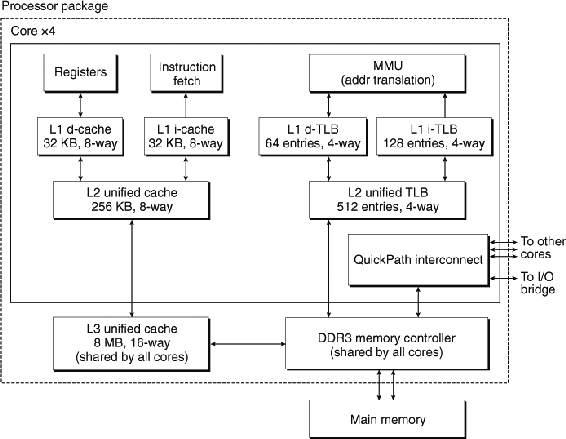 Processor package
Core x4
Registers
Instruction
fetch
MMU
(addr translation)
L1 d-cache
32 KB, 8-way
L1 i-cache
32 KB, 8-way
L1 d-TLB
64 entries, 4-way
L1 i-TLB
128 entries, 4-way
L2 unified cache
256 KB, 8-way
L2 unified TLB
512 entries, 4-way
QuickPath interconnect
To other
cores
To I/O
bridge
L3 unified cache
8 MB, 16-way
(shared by all cores)
DDR3 memory controller
(shared by all cores)
Main memory